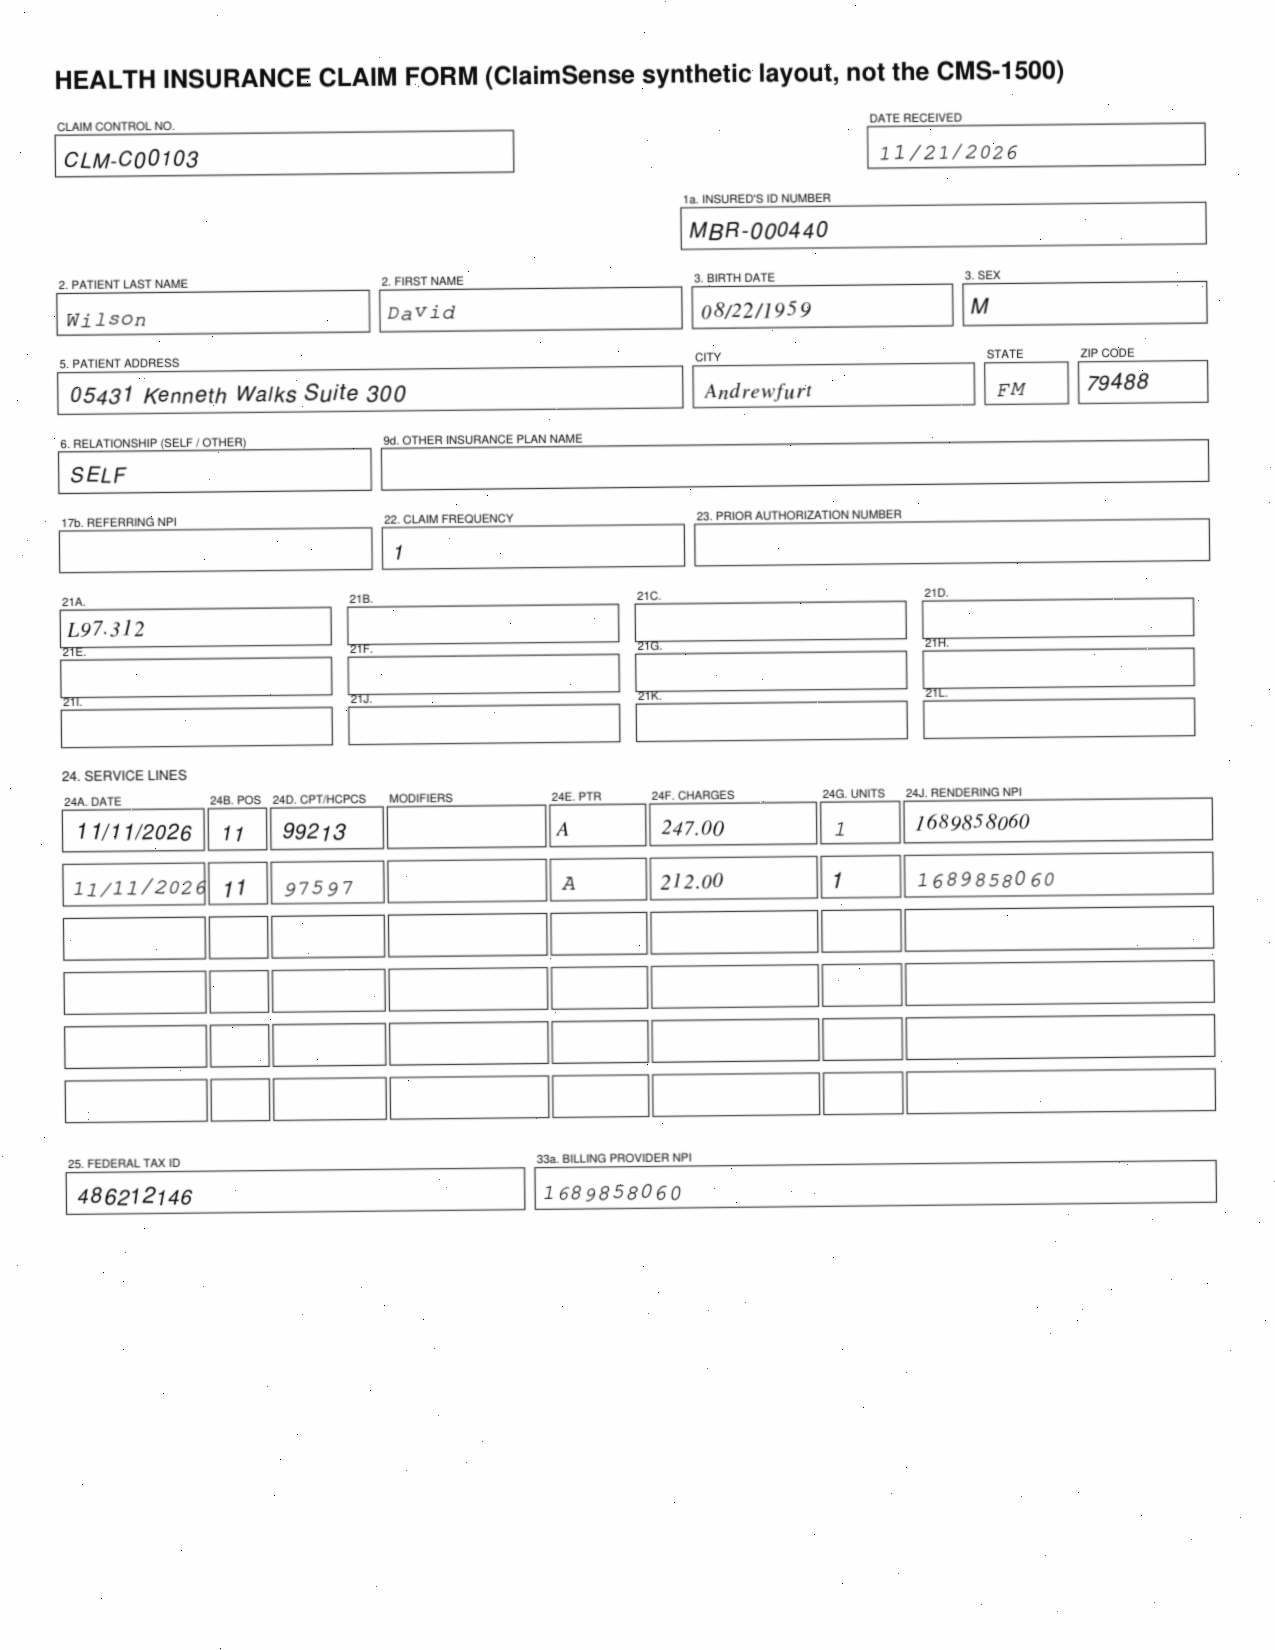 HEALTH INSURANCE CLAIM FORM (ClaimSense synthetic layout, not the CMS-1500)
CLAIM CONTROL NO. DATE RECEIVED
CLM-C00103 11/21/2026
1a. INSURED'S ID NUMBER
MBR-000440
2. PATIENT LAST NAME 2. FIRST NAME 3. BIRTH DATE 3. SEX
Wilson David 08/22/1959 M
5. PATIENT ADDRESS CITY STATE ZIP CODE
05431 Kenneth Walks Suite 300 Andrewfurt FM 79488
6. RELATIONSHIP (SELF / OTHER) 9d. OTHER INSURANCE PLAN NAME
SELF
17b. REFERRING NPI 22. CLAIM FREQUENCY 23. PRIOR AUTHORIZATION NUMBER
1
21A. 21B. 21C. 21D.
L97.312
21E. 21F. 21G. 21H.
21I. 21J. 21K. 21L.
24. SERVICE LINES
24A. DATE 24B. POS 24D. CPT/HCPCS MODIFIERS 24E. PTR 24F. CHARGES 24G. UNITS 24J. RENDERING NPI
11/11/2026 11 99213 A 247.00 1 1689858060
11/11/2026 11 97597 A 212.00 1 1689858060
25. FEDERAL TAX ID 33a. BILLING PROVIDER NPI
486212146 1689858060